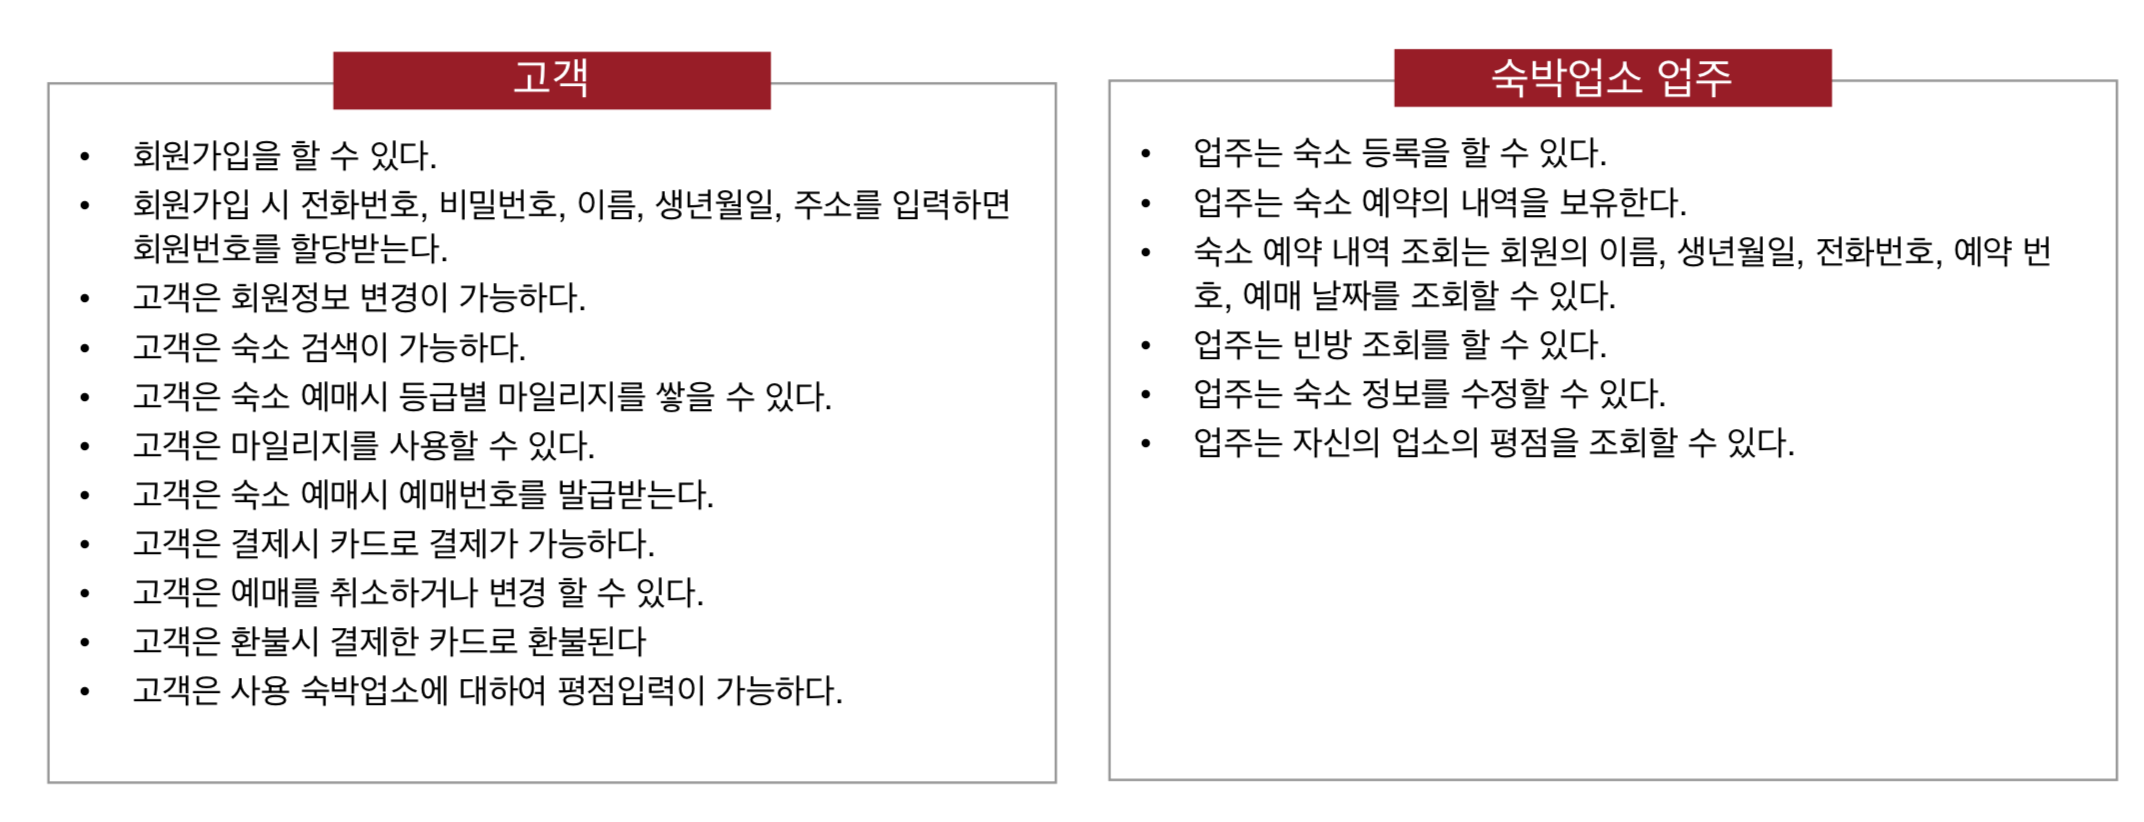 고객
• 회원가입을 할 수 있다.
• 회원가입 시 전화번호, 비밀번호, 이름, 생년월일, 주소를 입력하면
회원번호를 할당받는다.
• 고객은 회원정보 변경이 가능하다.
• 고객은 숙소 검색이 가능하다.
• 고객은 숙소 예매시 등급별 마일리지를 쌓을 수 있다.
• 고객은 마일리지를 사용할 수 있다.
• 고객은 숙소 예매시 예매번호를 발급받는다.
• 고객은 결제시 카드로 결제가 가능하다.
• 고객은 예매를 취소하거나 변경 할 수 있다.
• 고객은 환불시 결제한 카드로 환불된다
• 고객은 사용 숙박업소에 대하여 평점입력이 가능하다.
숙박업소 업주
• 업주는 숙소 등록을 할 수 있다.
• 업주는 숙소 예약의 내역을 보유한다.
• 숙소 예약 내역 조회는 회원의 이름, 생년월일, 전화번호, 예약 번
호, 예매 날짜를 조회할 수 있다.
• 업주는 빈방 조회를 할 수 있다.
• 업주는 숙소 정보를 수정할 수 있다.
• 업주는 자신의 업소의 평점을 조회할 수 있다.